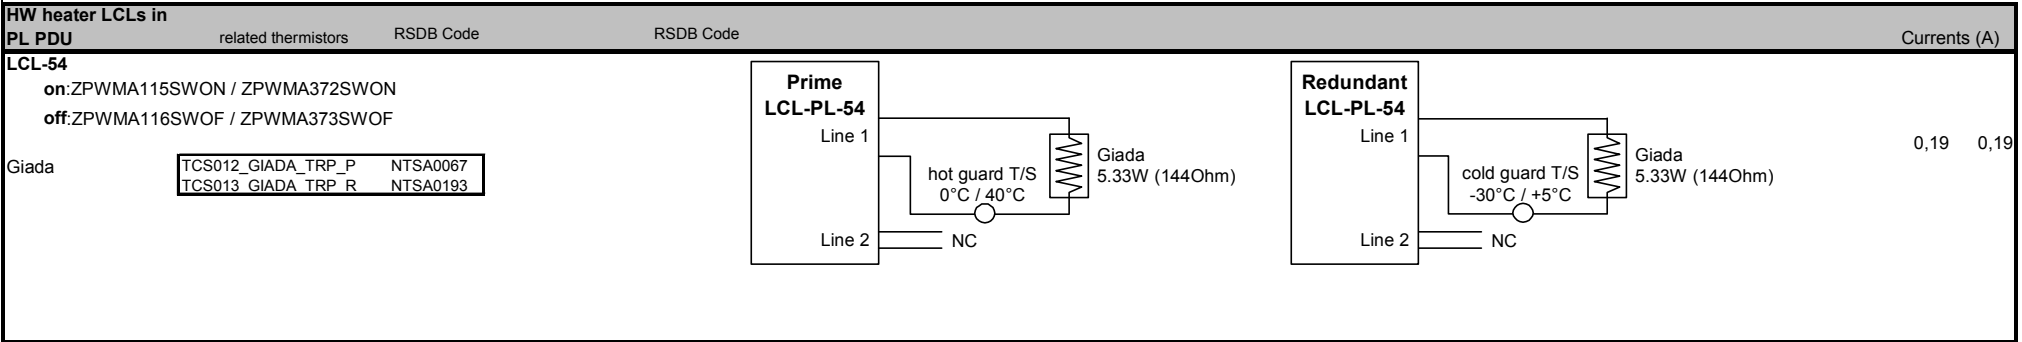 HW heater LCLs in
PL PDU related thermistors RSDB Code RSDB Code Currents (A)
LCL-54
on:ZPWMA115SWON / ZPWMA372SWON
off:ZPWMA116SWOF / ZPWMA373SWOF
Giada
TCS012_GIADA_TRP_P NTSA0067
TCS013_GIADA_TRP_R NTSA0193
Prime
LCL-PL-54
Line 1
hot guard T/S
0°C / 40°C
Giada
5.33W (144Ohm)
Line 2
NC
Redundant
LCL-PL-54
Line 1
cold guard T/S
-30°C / +5°C
Giada
5.33W (144Ohm)
Line 2
NC
0,19 0,19